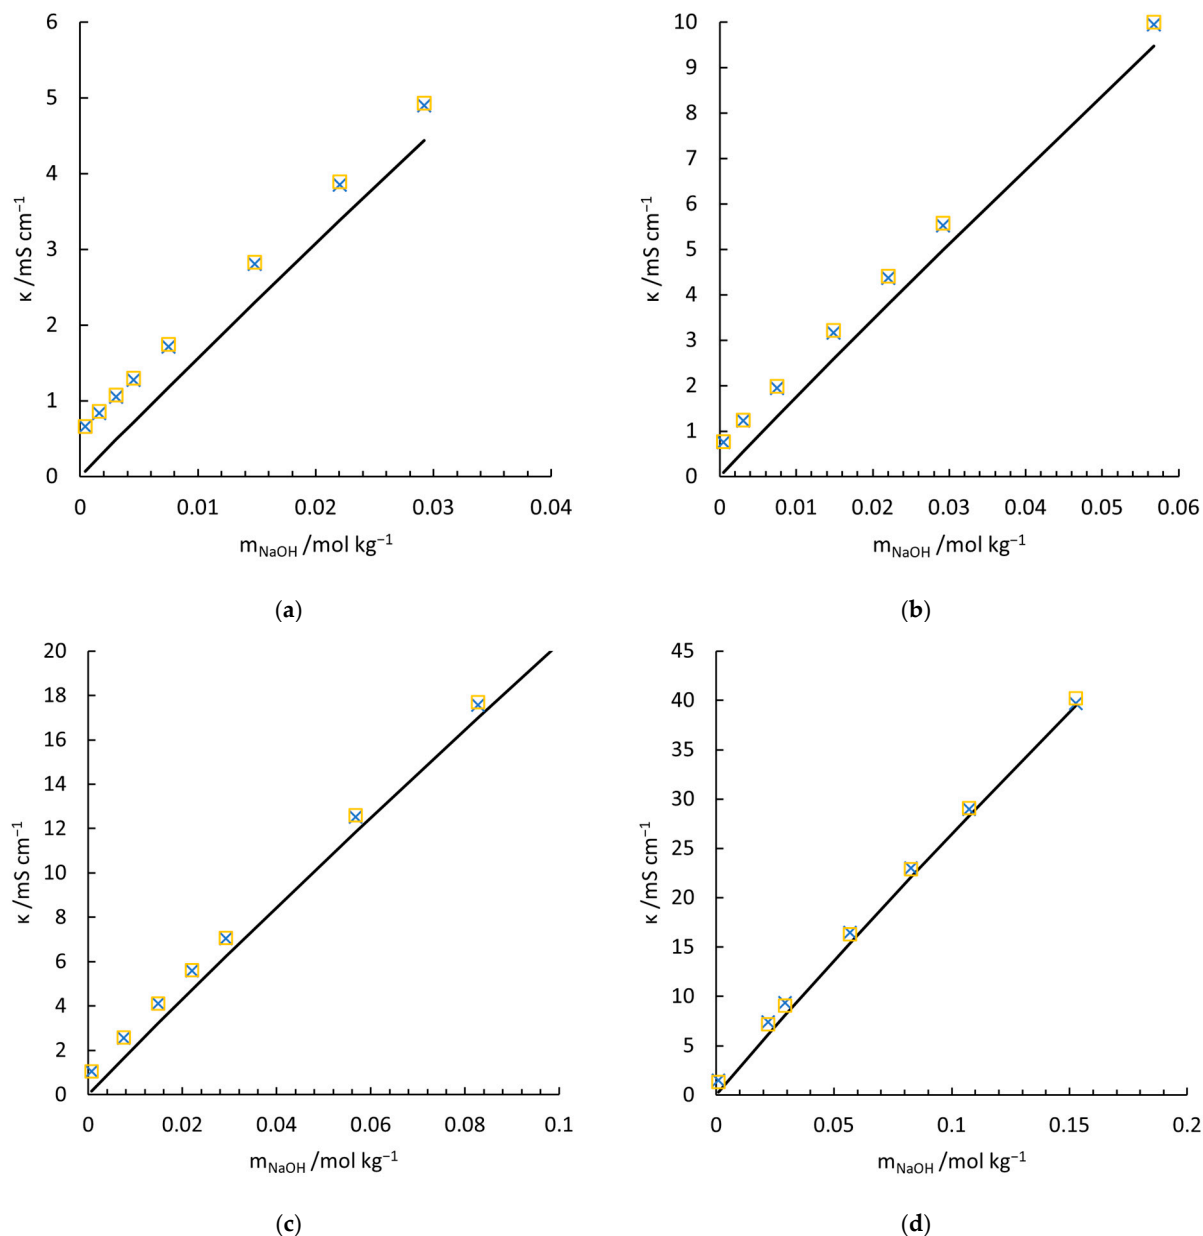 6
5
4
3
2
1
0
κ /mS cm⁻¹
0 0.01 0.02 0.03 0.04
m_NaOH /mol kg⁻¹
(a)
10
9
8
7
6
5
4
3
2
1
0
κ /mS cm⁻¹
0 0.01 0.02 0.03 0.04 0.05 0.06
m_NaOH /mol kg⁻¹
(b)
20
18
16
14
12
10
8
6
4
2
0
κ /mS cm⁻¹
0 0.02 0.04 0.06 0.08 0.1
m_NaOH /mol kg⁻¹
(c)
45
40
35
30
25
20
15
10
5
0
κ /mS cm⁻¹
0 0.05 0.1 0.15 0.2
m_NaOH /mol kg⁻¹
(d)